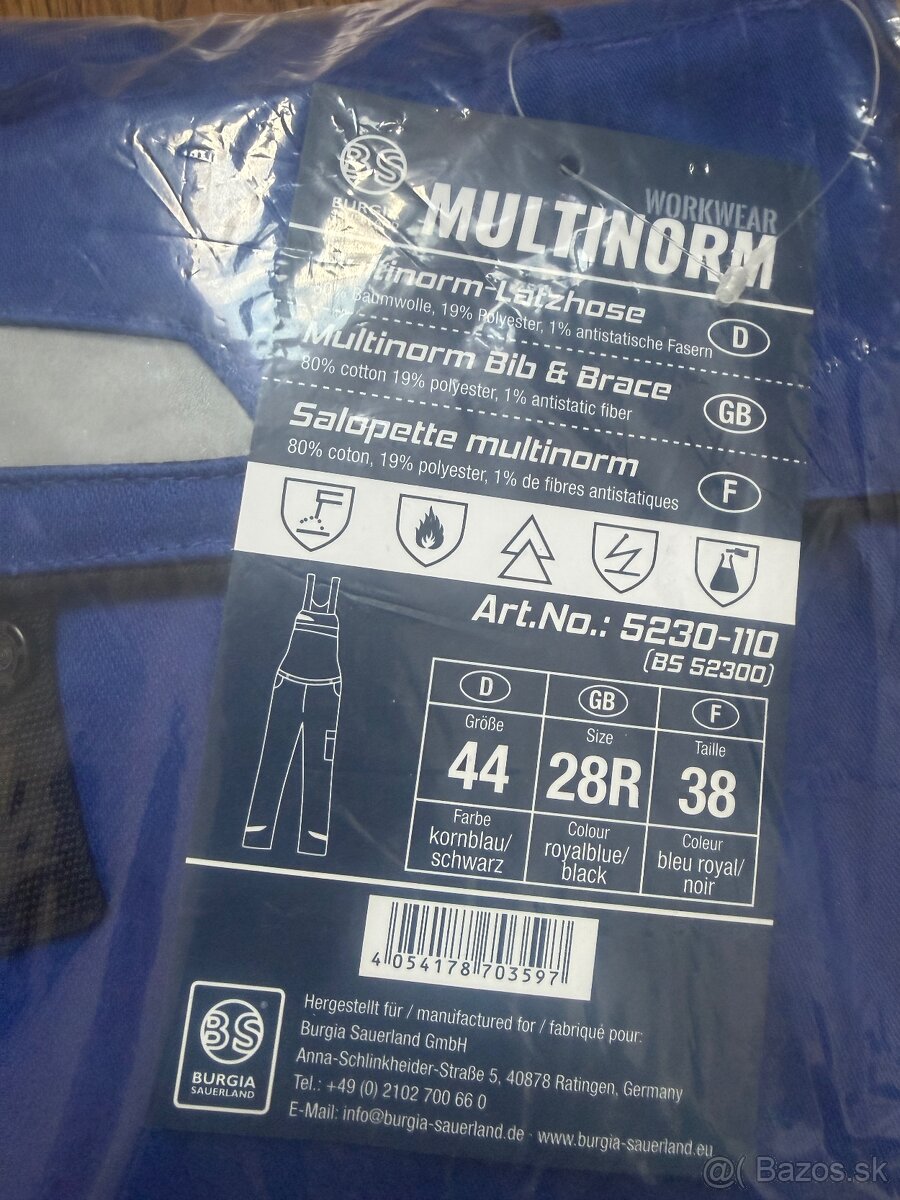 BS
BURGIA
WORKWEAR
MULTINORM
Multinorm-Latzhose
80% Baumwolle, 19% Polyester, 1% antistatische Fasern
D
Multinorm Bib & Brace
80% cotton 19% polyester, 1% antistatic fiber
GB
Salopette multinorm
80% coton, 19% polyester, 1% de fibres antistatiques
F
Art.No.: 5230-110
(BS 52300)
D GB F
Größe Size Taille
44 28R 38
Farbe Colour Couleur
kornblau/ royalblue/ bleu royal/
schwarz black noir
4 054178 703597
Hergestellt für / manufactured for / fabriqué pour:
Burgia Sauerland GmbH
Anna-Schlinkheider-Straße 5, 40878 Ratingen, Germany
Tel.: +49 (0) 2102 700 66 0
E-Mail: info@burgia-sauerland.de · www.burgia-sauerland.eu
BS
®
BURGIA
SAUERLAND
@( Bazos.sk